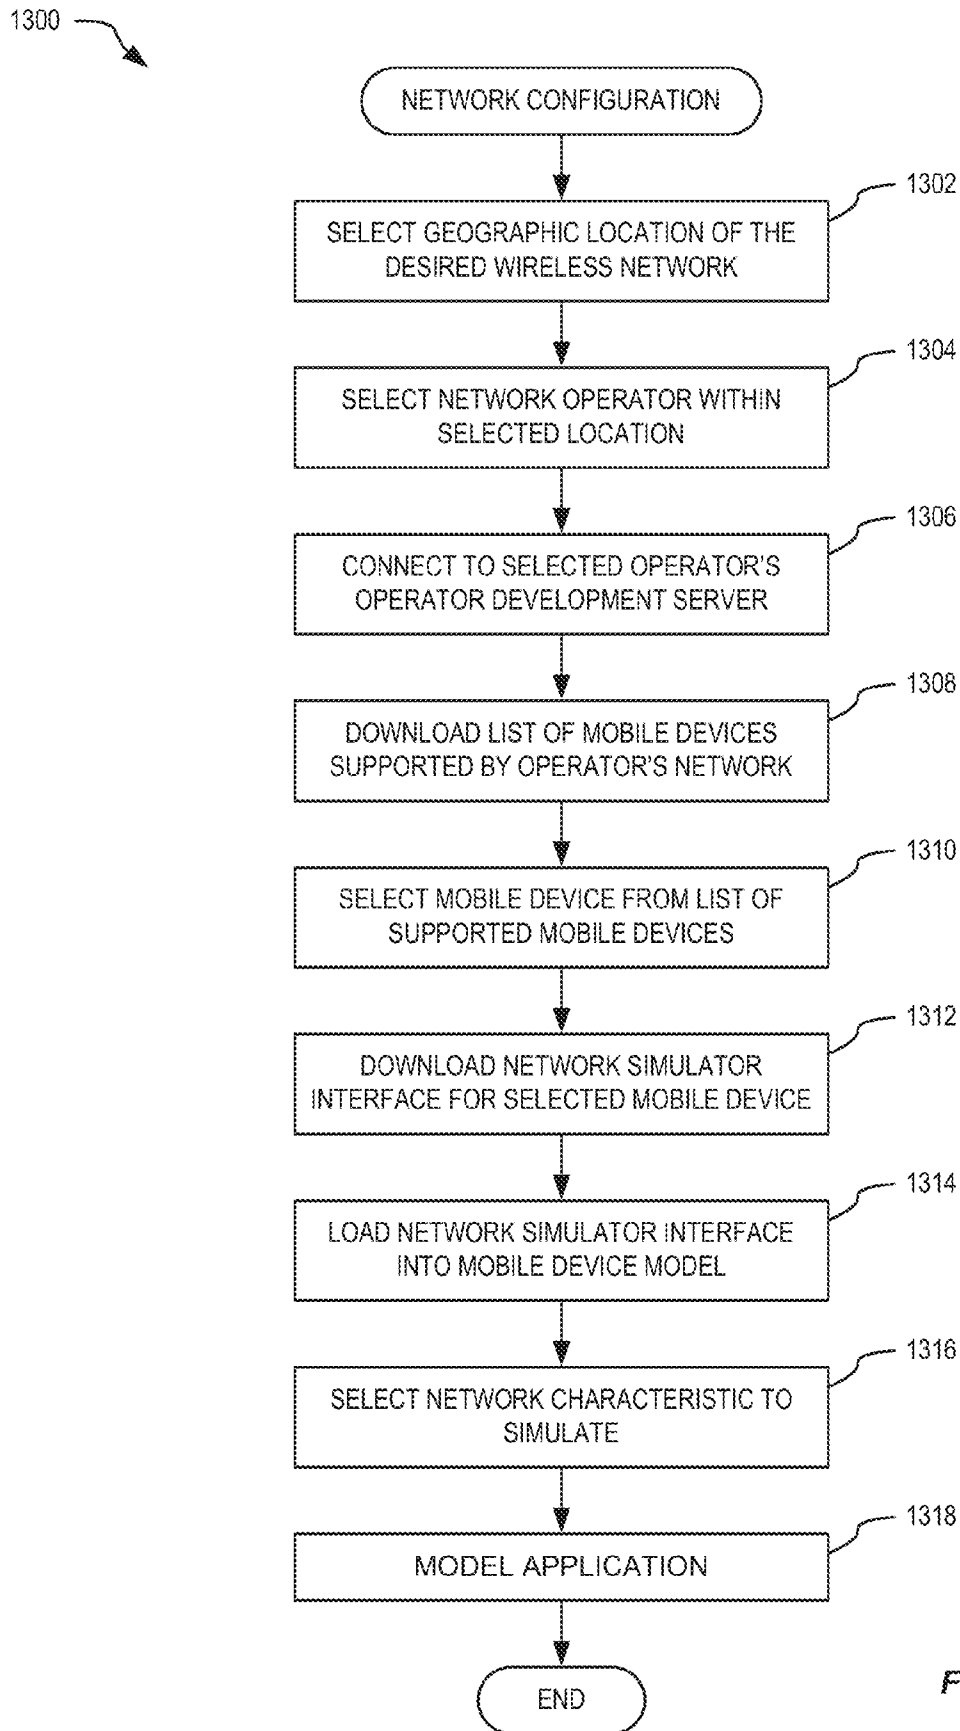 1300
NETWORK CONFIGURATION
1302
SELECT GEOGRAPHIC LOCATION OF THE
DESIRED WIRELESS NETWORK
1304
SELECT NETWORK OPERATOR WITHIN
SELECTED LOCATION
1306
CONNECT TO SELECTED OPERATOR'S
OPERATOR DEVELOPMENT SERVER
1308
DOWNLOAD LIST OF MOBILE DEVICES
SUPPORTED BY OPERATOR'S NETWORK
1310
SELECT MOBILE DEVICE FROM LIST OF
SUPPORTED MOBILE DEVICES
1312
DOWNLOAD NETWORK SIMULATOR
INTERFACE FOR SELECTED MOBILE DEVICE
1314
LOAD NETWORK SIMULATOR INTERFACE
INTO MOBILE DEVICE MODEL
1316
SELECT NETWORK CHARACTERISTIC TO
SIMULATE
1318
MODEL APPLICATION
END
F